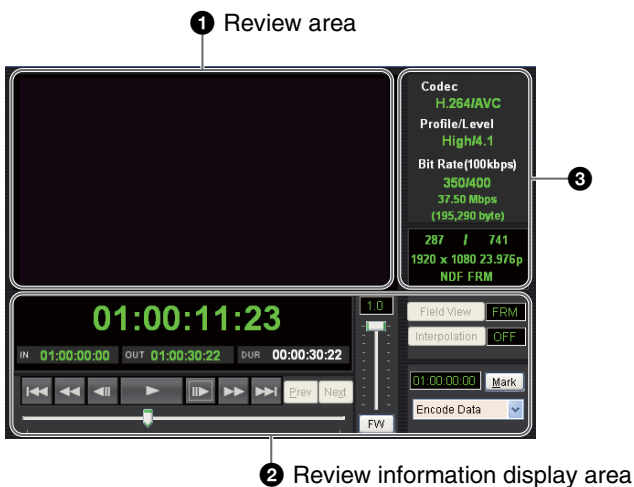 1 Review area
Codec
H.264/AVC
Profile/Level
High/4.1
Bit Rate(100kbps)
350/400
37.50 Mbps
(195,290 byte)
3
287 / 741
1920 x 1080 23.976p
NDF FRM
01:00:11:23
IN 01:00:00:00 OUT 01:00:30:22 DUR 00:00:30:22
Prev Next
1.0
FW
Field View FRM
Interpolation OFF
01:00:00:00 Mark
Encode Data
2 Review information display area